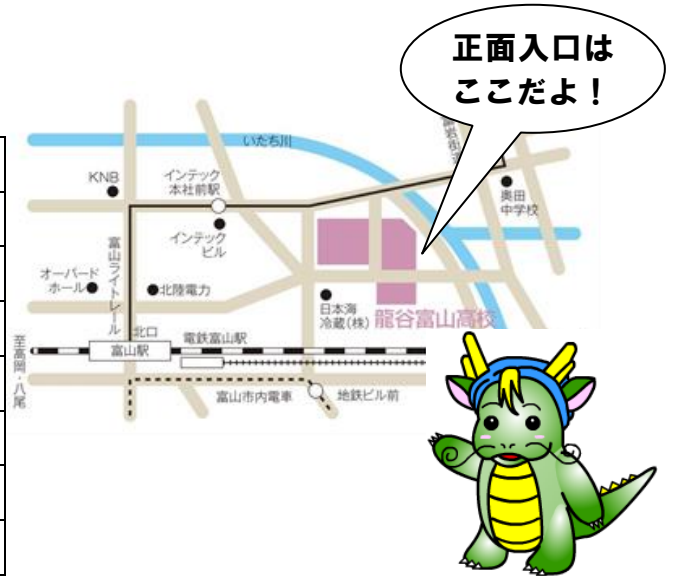 正面入口は
ここだよ！
いたち川
KNB
インテック
本社前駅
奥田
中学校
インテック
ビル
富山ライトレール
オーバード
ホール
北陸電力
日本海
冷蔵(株)
龍谷富山高校
北口
電鉄富山駅
富山駅
至高岡・八尾
富山市内電車
地鉄ビル前